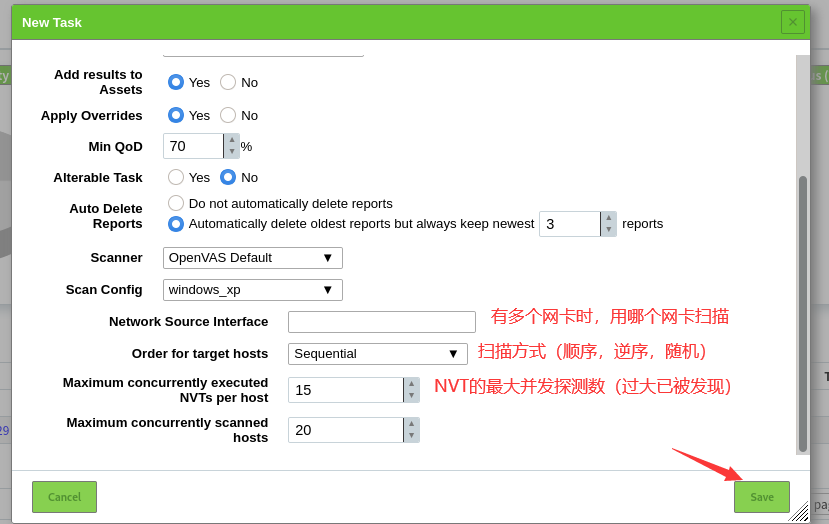 New Task
×
Add results to Assets
Yes No
Apply Overrides
Yes No
Min QoD
70 %
Alterable Task
Yes No
Auto Delete Reports
Do not automatically delete reports
Automatically delete oldest reports but always keep newest 3 reports
Scanner
OpenVAS Default ▼
Scan Config
windows_xp ▼
Network Source Interface
有多个网卡时，用哪个网卡扫描
Order for target hosts
Sequential ▼
扫描方式（顺序，逆序，随机）
Maximum concurrently executed NVTs per host
15
NVT的最大并发探测数（过大已被发现）
Maximum concurrently scanned hosts
20
29
Cancel
Save